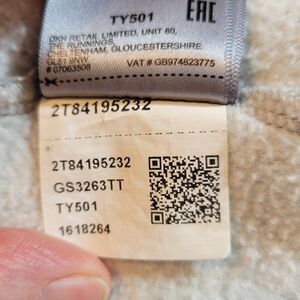 TY501
EAC
DKH RETAIL LIMITED, UNIT 60,
THE RUNNINGS,
CHELTENHAM, GLOUCESTERSHIRE
GL51 9NW
# 07063508
VAT # GB974823775
2T84195232
2T84195232
GS3263TT
TY501
1618264